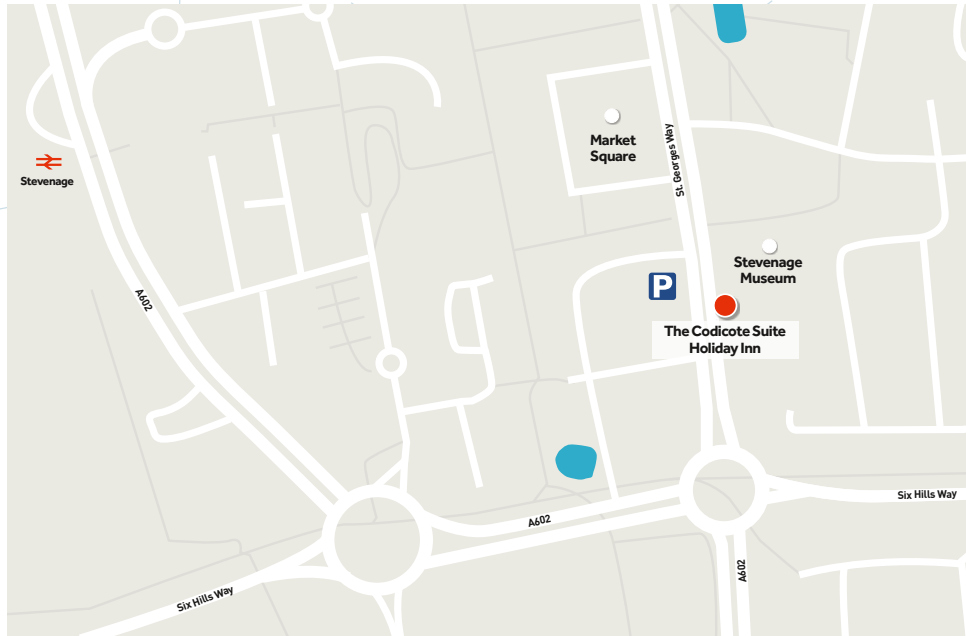 Market
Square
St. Georges Way
Stevenage
Stevenage
Museum
P
A602
The Codicote Suite
Holiday Inn
Six Hills Way
A602
A602
Six Hills Way